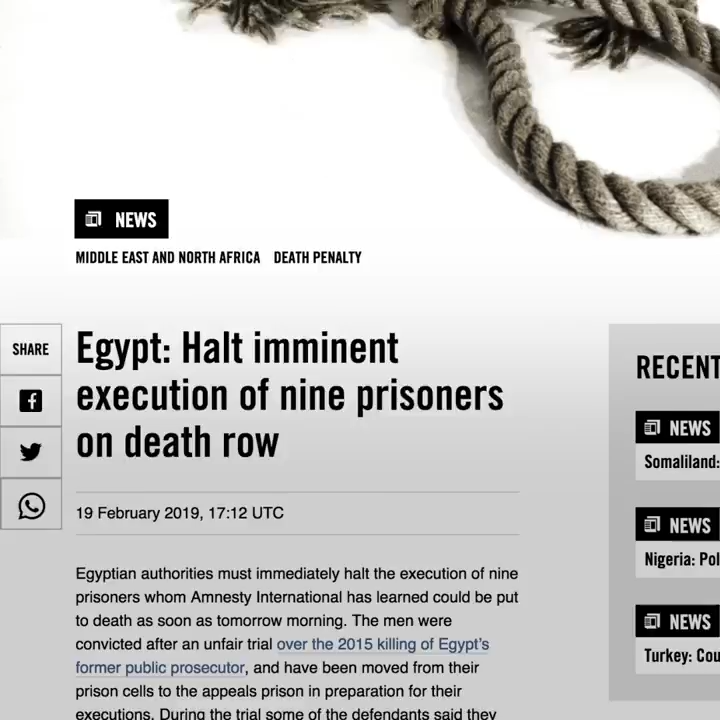 NEWS
MIDDLE EAST AND NORTH AFRICA DEATH PENALTY
SHARE
Egypt: Halt imminent
execution of nine prisoners
on death row
19 February 2019, 17:12 UTC
Egyptian authorities must immediately halt the execution of nine
prisoners whom Amnesty International has learned could be put
to death as soon as tomorrow morning. The men were
convicted after an unfair trial over the 2015 killing of Egypt's
former public prosecutor, and have been moved from their
prison cells to the appeals prison in preparation for their
executions. During the trial some of the defendants said they
RECENT
NEWS
Somaliland:
NEWS
Nigeria: Pol
NEWS
Turkey: Cou